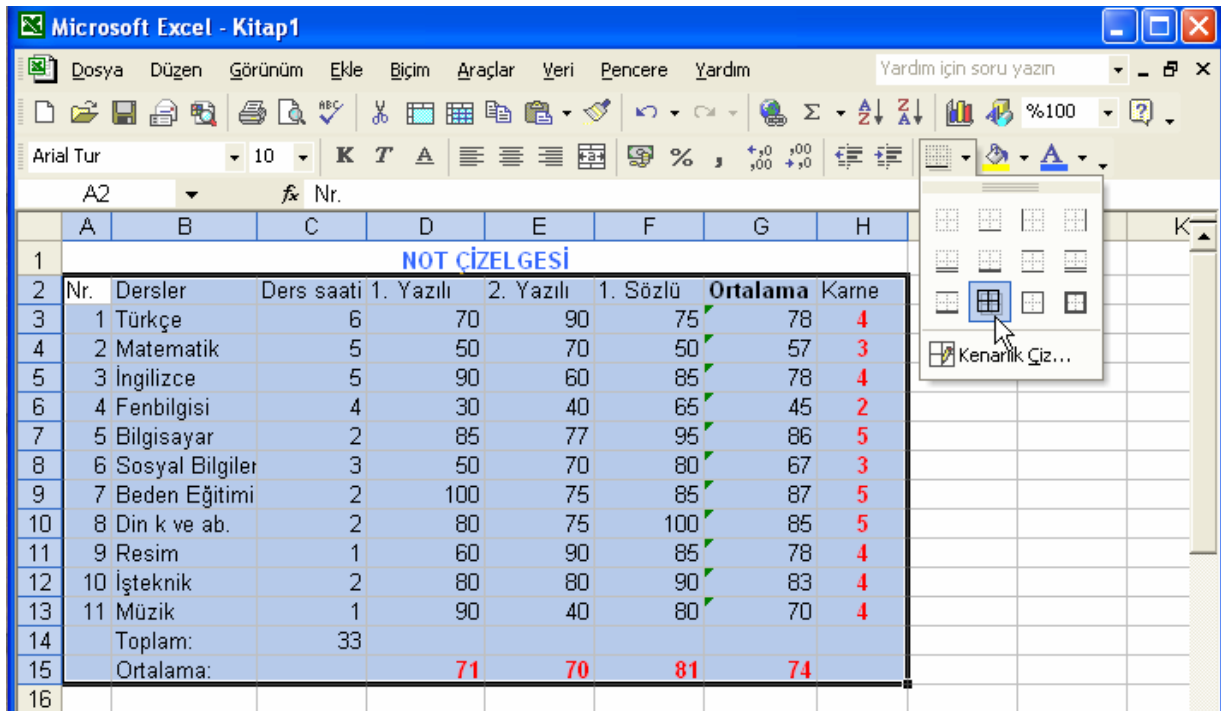 Microsoft Excel - Kitap1
Dosya Düzen Görünüm Ekle Biçim Araçlar Veri Pencere Yardım Yardım için soru yazın
ABC Σ A Z Z A %100 ?
Arial Tur 10 K T A % , ,0 ,00 ,00 ,0 A
A2 fx Nr.
A B C D E F G H K
1 NOT ÇİZELGESİ
2 Nr. Dersler Ders saati 1. Yazılı 2. Yazılı 1. Sözlü Ortalama Karne
3 1 Türkçe 6 70 90 75 78 4
4 2 Matematik 5 50 70 50 57 3
Kenarlık Çiz...
5 3 İngilizce 5 90 60 85 78 4
6 4 Fenbilgisi 4 30 40 65 45 2
7 5 Bilgisayar 2 85 77 95 86 5
8 6 Sosyal Bilgiler 3 50 70 80 67 3
9 7 Beden Eğitimi 2 100 75 85 87 5
10 8 Din k ve ab. 2 80 75 100 85 5
11 9 Resim 1 60 90 85 78 4
12 10 İşteknik 2 80 80 90 83 4
13 11 Müzik 1 90 40 80 70 4
14 Toplam: 33
15 Ortalama: 71 70 81 74
16